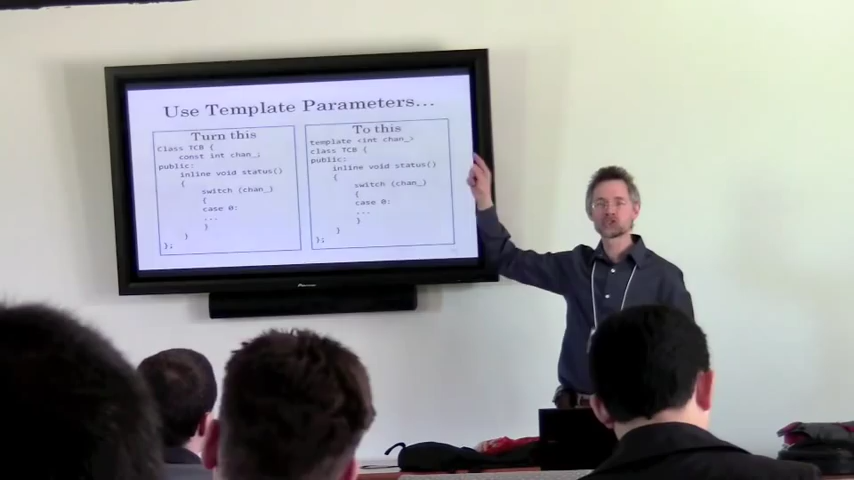 Use Template Parameters...
Turn this
Class TCB {
const int chan_;
public:
inline void status()
{
switch (chan_)
{
case 0:
...
}
}
};
To this
template <int chan_>
class TCB {
public:
inline void status()
{
switch (chan_)
{
case 0:
...
}
}
};